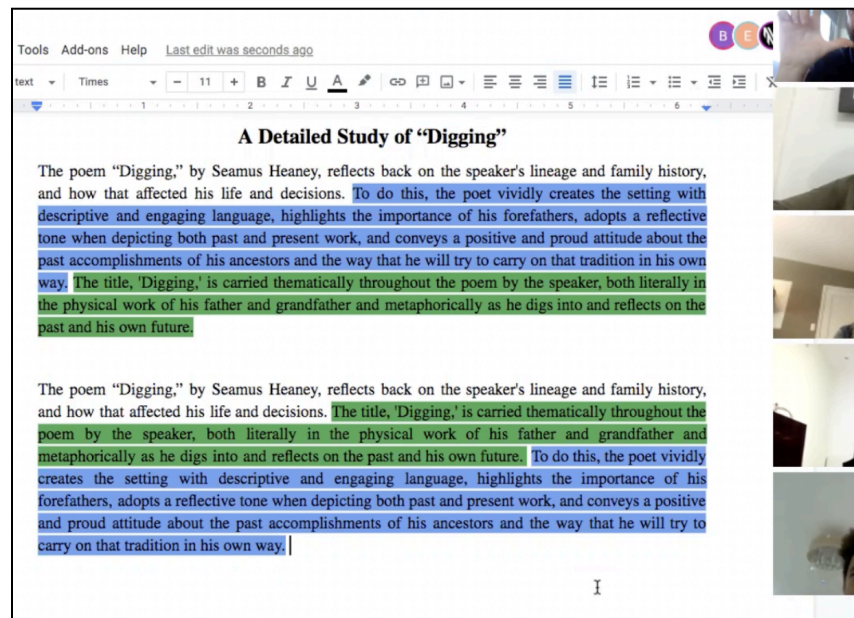 B E
Tools Add-ons Help Last edit was seconds ago
text Times − 11 + B I U A
1 2 3 4 5 6
A Detailed Study of “Digging”
The poem “Digging,” by Seamus Heaney, reflects back on the speaker's lineage and family history,
and how that affected his life and decisions. To do this, the poet vividly creates the setting with
descriptive and engaging language, highlights the importance of his forefathers, adopts a reflective
tone when depicting both past and present work, and conveys a positive and proud attitude about the
past accomplishments of his ancestors and the way that he will try to carry on that tradition in his own
way. The title, 'Digging,' is carried thematically throughout the poem by the speaker, both literally in
the physical work of his father and grandfather and metaphorically as he digs into and reflects on the
past and his own future.
The poem “Digging,” by Seamus Heaney, reflects back on the speaker's lineage and family history,
and how that affected his life and decisions. The title, 'Digging,' is carried thematically throughout the
poem by the speaker, both literally in the physical work of his father and grandfather and
metaphorically as he digs into and reflects on the past and his own future. To do this, the poet vividly
creates the setting with descriptive and engaging language, highlights the importance of his
forefathers, adopts a reflective tone when depicting both past and present work, and conveys a positive
and proud attitude about the past accomplishments of his ancestors and the way that he will try to
carry on that tradition in his own way.